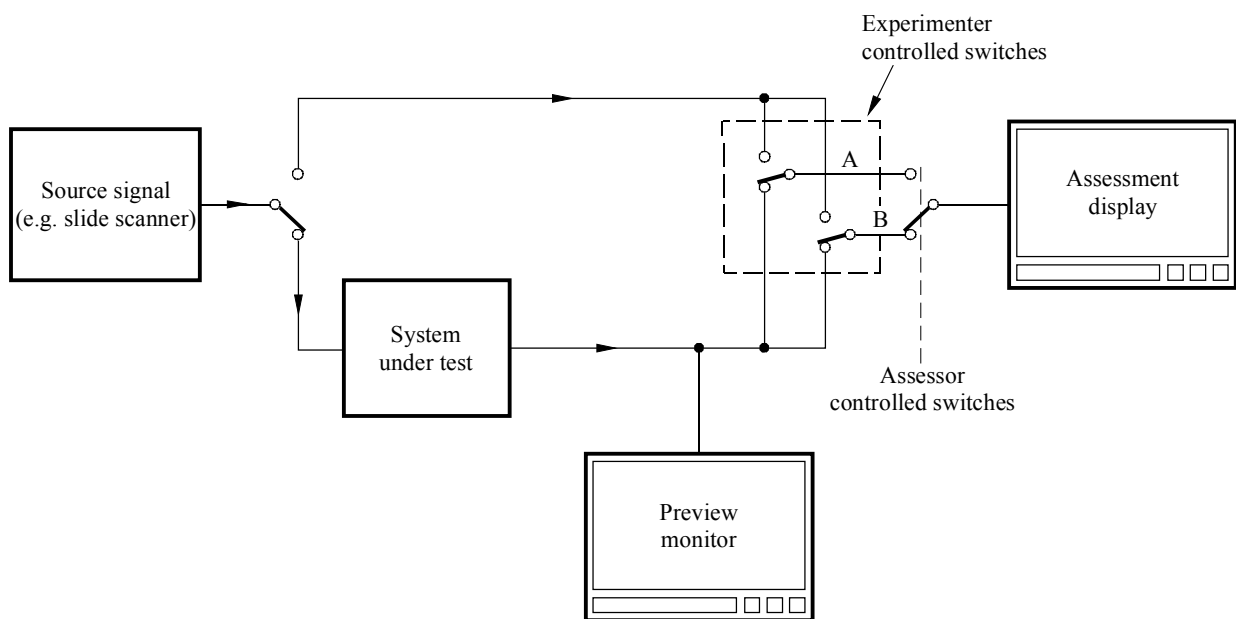 Experimenter
controlled switches
Source signal
(e.g. slide scanner)
A
Assessment
display
B
System
under test
Assessor
controlled switches
Preview
monitor